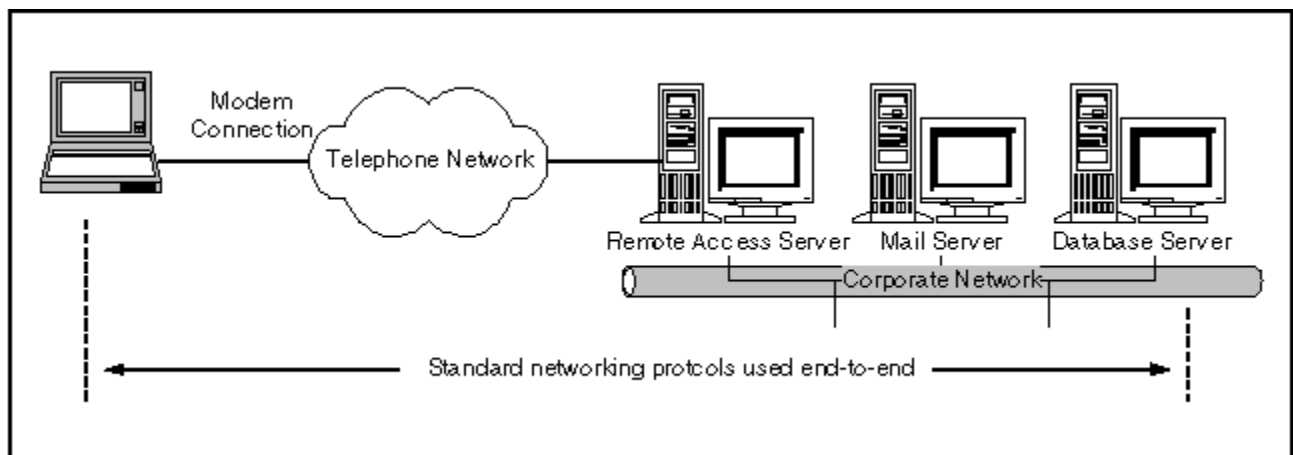 Modem
Connection
Telephone Network
Remote Access Server
Mail Server
Database Server
Corporate Network
Standard networking protcols used end-to-end